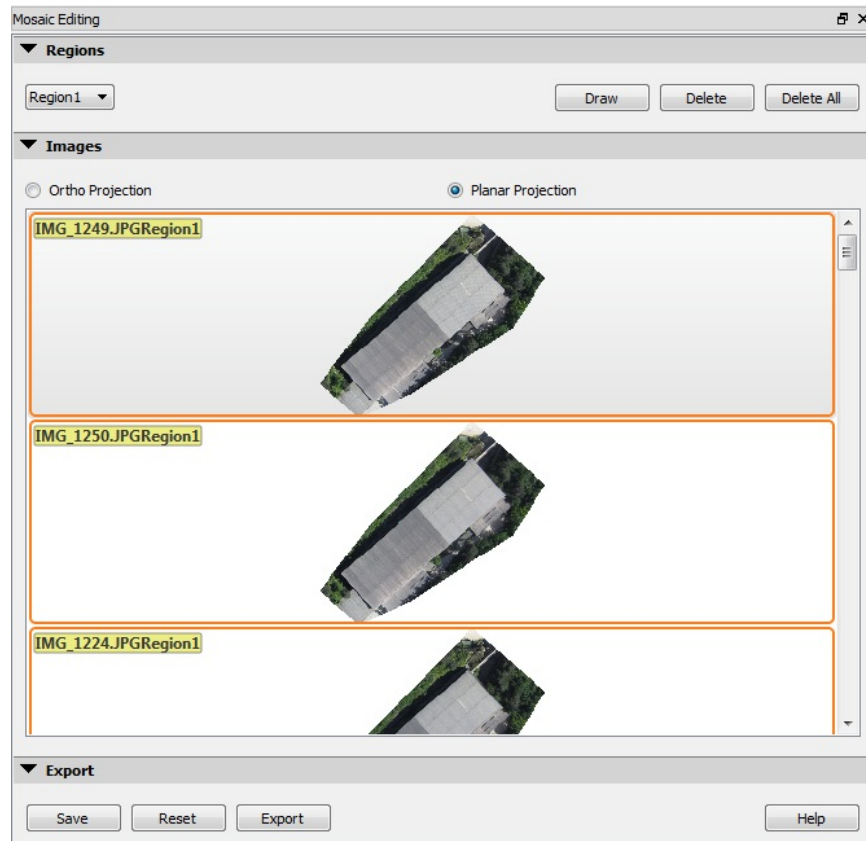 Mosaic Editing
Regions
Region1
Draw
Delete
Delete All
Images
Ortho Projection
Planar Projection
IMG_1249.JPGRegion1
IMG_1250.JPGRegion1
IMG_1224.JPGRegion1
Export
Save
Reset
Export
Help